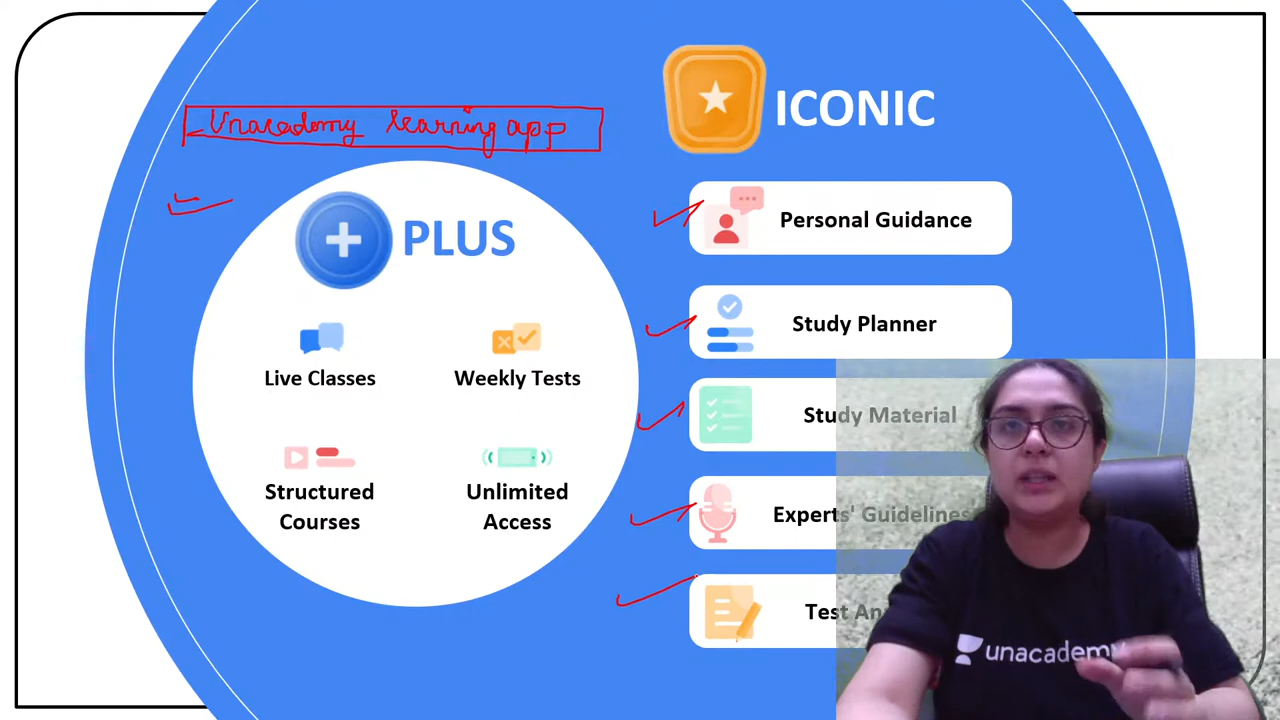 Unacademy learning app
PLUS
Live Classes
Weekly Tests
Structured
Courses
Unlimited
Access
ICONIC
Personal Guidance
Study Planner
Study Material
Experts' Guidelines
Test An
unacademy